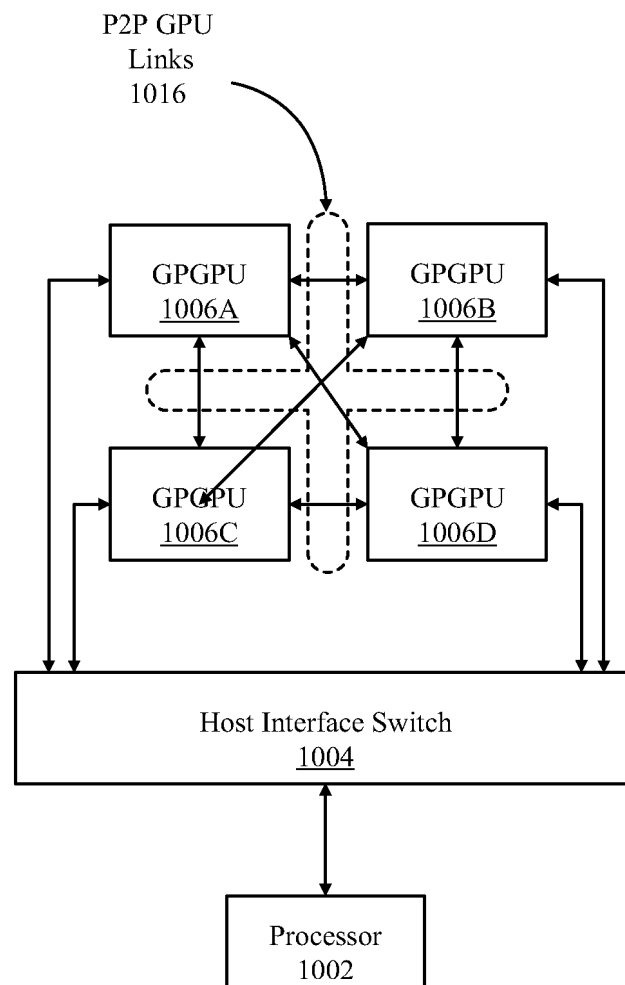 P2P GPU
Links
1016
GPGPU
1006A
GPGPU
1006B
GPGPU
1006C
GPGPU
1006D
Host Interface Switch
1004
Processor
1002